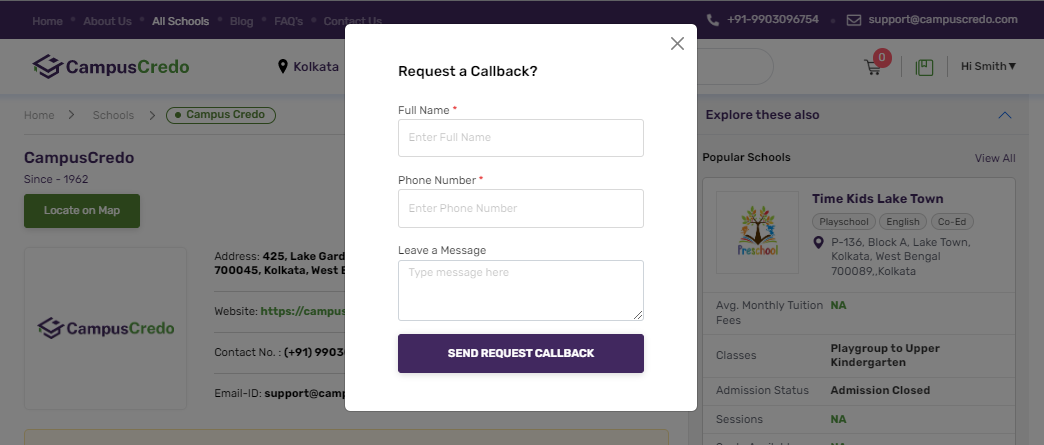 Home About Us All Schools Blog FAQ's Contact Us +91-9903096754 support@campuscredo.com
CampusCredo Kolkata 0 Hi Smith
Home Schools Campus Credo
CampusCredo
Since - 1962
Locate on Map
CampusCredo
Address: 425, Lake Gard
700045, Kolkata, West B
Website: https://campus
Contact No. : (+91) 9903
Email-ID: support@camp
Request a Callback?
Full Name *
Enter Full Name
Phone Number *
Enter Phone Number
Leave a Message
Type message here
SEND REQUEST CALLBACK
Explore these also
Popular Schools View All
Time Kids Lake Town
Playschool English Co-Ed
P-136, Block A, Lake Town,
Kolkata, West Bengal
700089,,Kolkata
Preschool
Avg. Monthly Tuition Fees NA
Classes Playgroup to Upper Kindergarten
Admission Status Admission Closed
Sessions NA